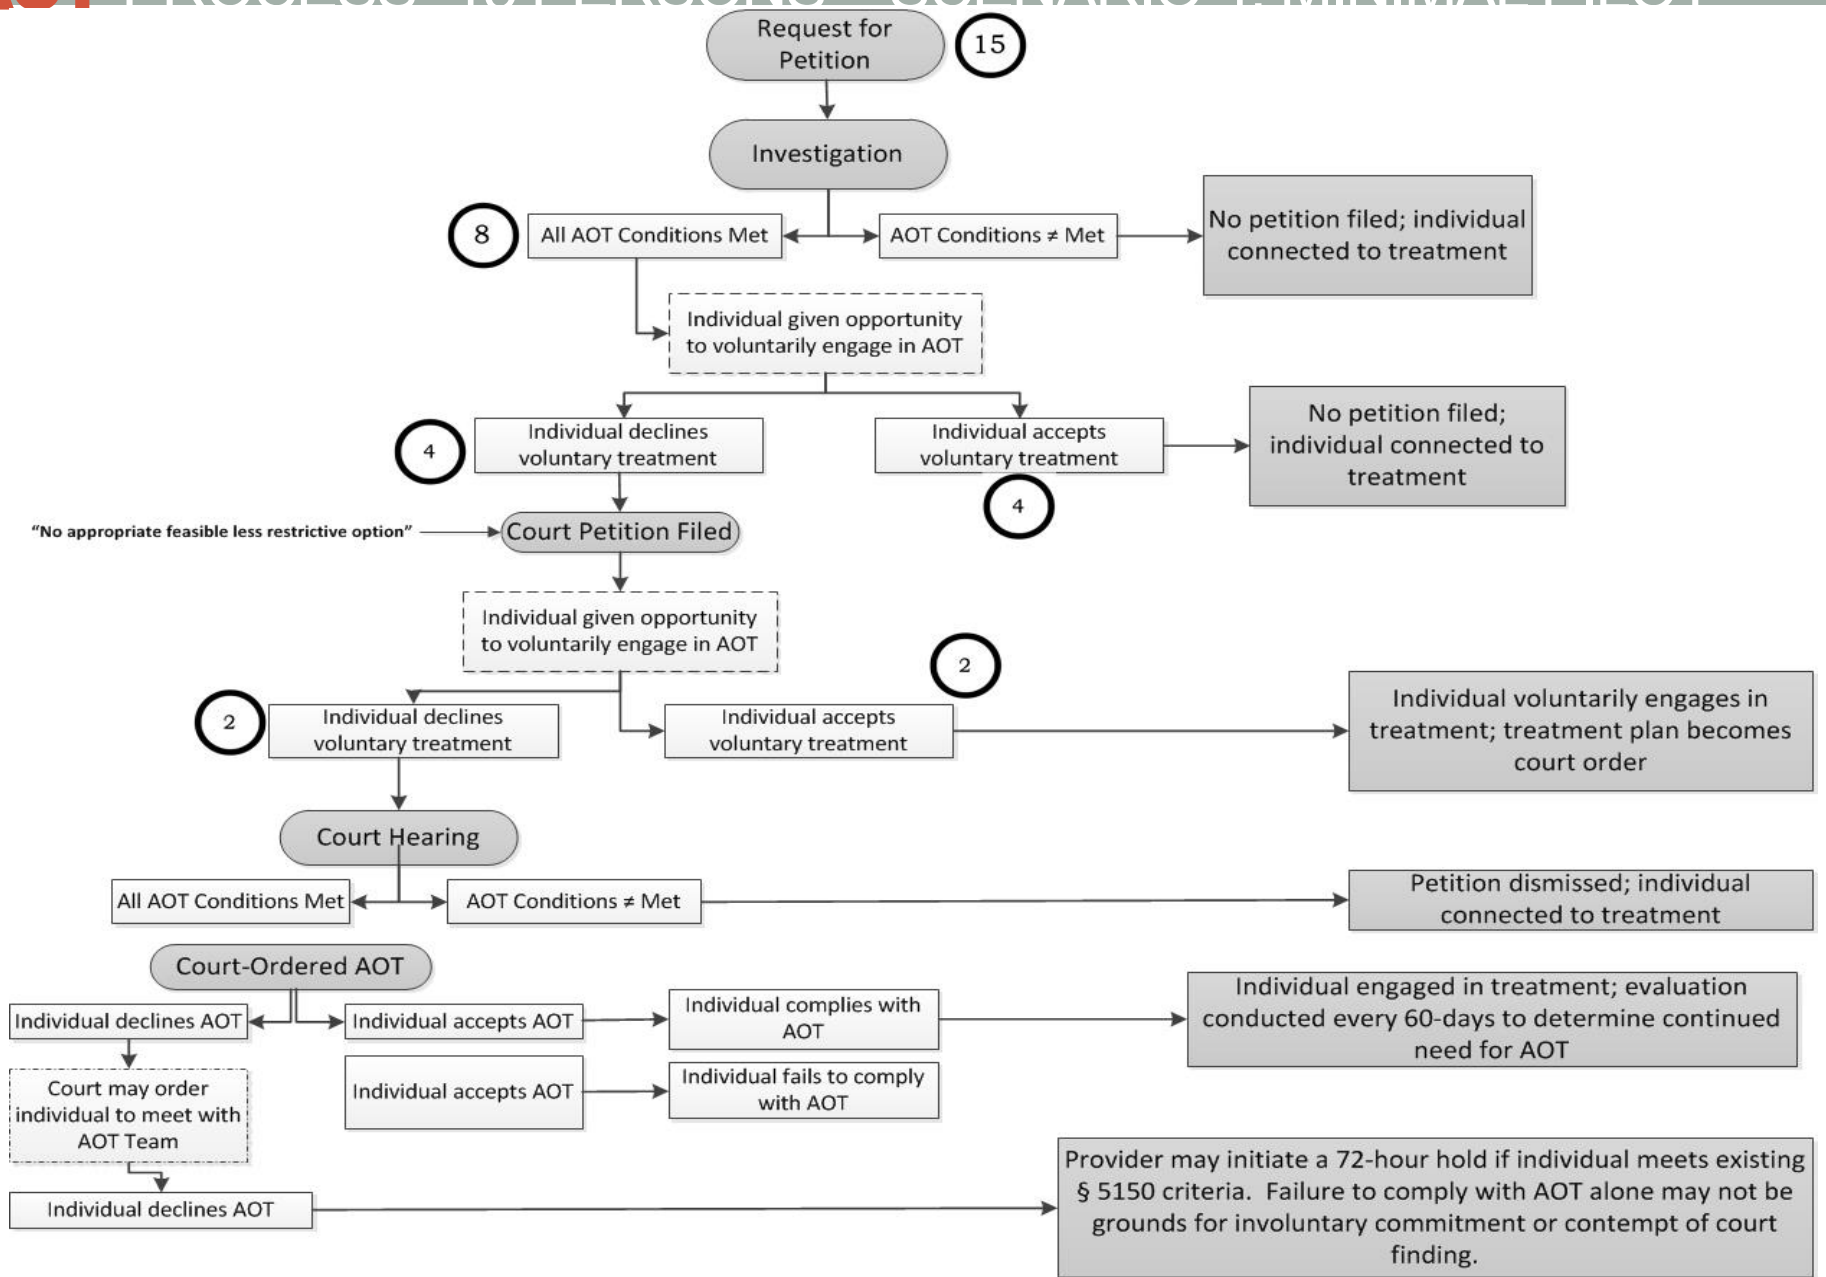 Request for
Petition
15
Investigation
8
All AOT Conditions Met
AOT Conditions ≠ Met
No petition filed; individual
connected to treatment
Individual given opportunity
to voluntarily engage in AOT
4
Individual declines
voluntary treatment
Individual accepts
voluntary treatment
4
No petition filed;
individual connected to
treatment
“No appropriate feasible less restrictive option”
Court Petition Filed
Individual given opportunity
to voluntarily engage in AOT
2
2
Individual declines
voluntary treatment
Individual accepts
voluntary treatment
Individual voluntarily engages in
treatment; treatment plan becomes
court order
Court Hearing
All AOT Conditions Met
AOT Conditions ≠ Met
Petition dismissed; individual
connected to treatment
Court-Ordered AOT
Individual declines AOT
Individual accepts AOT
Individual complies with
AOT
Individual engaged in treatment; evaluation
conducted every 60-days to determine continued
need for AOT
Court may order
individual to meet with
AOT Team
Individual accepts AOT
Individual fails to comply
with AOT
Individual declines AOT
Provider may initiate a 72-hour hold if individual meets existing
§ 5150 criteria.  Failure to comply with AOT alone may not be
grounds for involuntary commitment or contempt of court
finding.